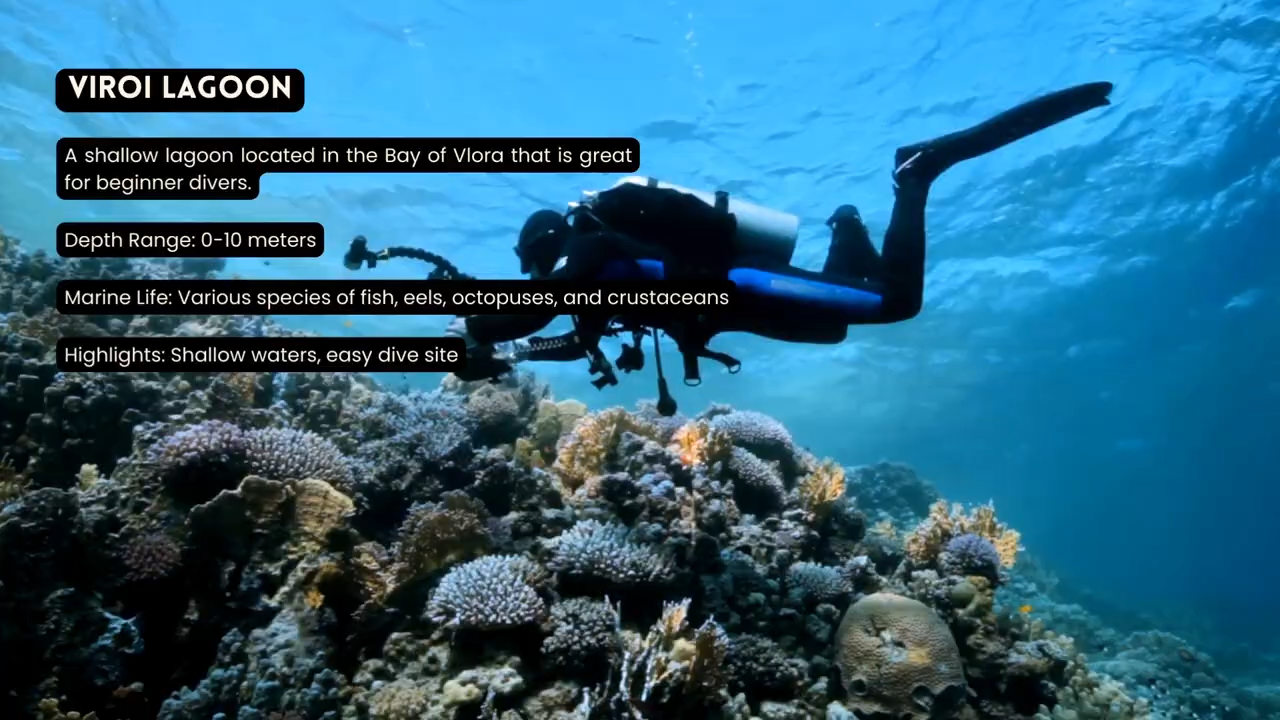 VIROI LAGOON
A shallow lagoon located in the Bay of Vlora that is great
for beginner divers.
Depth Range: 0-10 meters
Marine Life: Various species of fish, eels, octopuses, and crustaceans
Highlights: Shallow waters, easy dive site